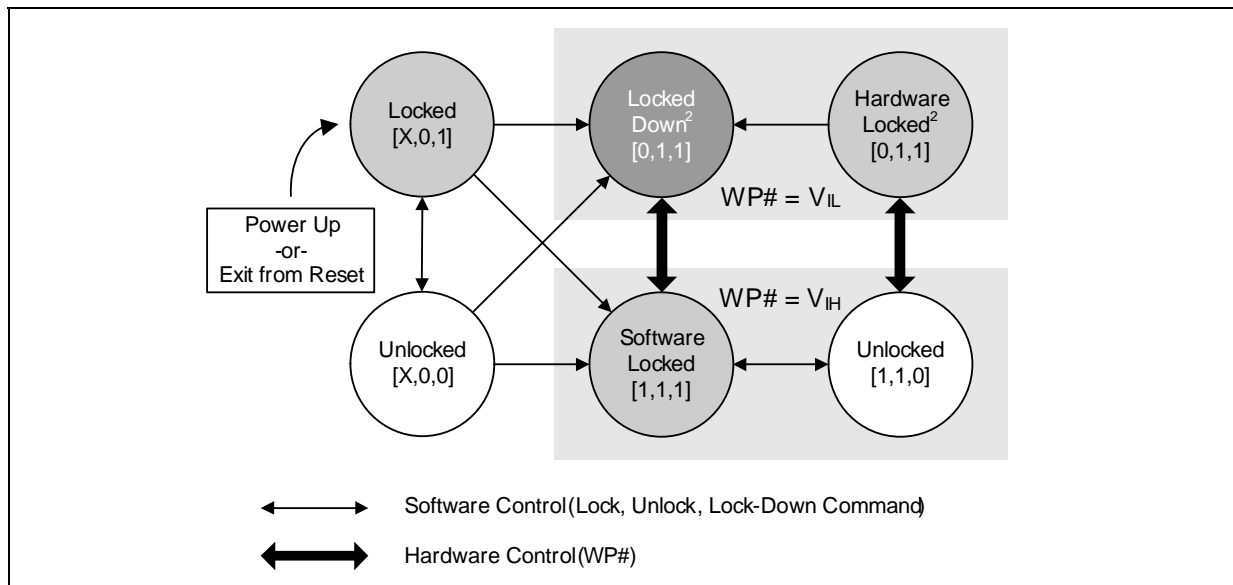 Locked
[X,0,1]
Locked
Down2
[0,1,1]
Hardware
Locked2
[0,1,1]
WP# = VIL
Power Up
-or-
Exit from Reset
WP# = VIH
Unlocked
[X,0,0]
Software
Locked
[1,1,1]
Unlocked
[1,1,0]
Software Control (Lock, Unlock, Lock-Down Command)
Hardware Control (WP#)